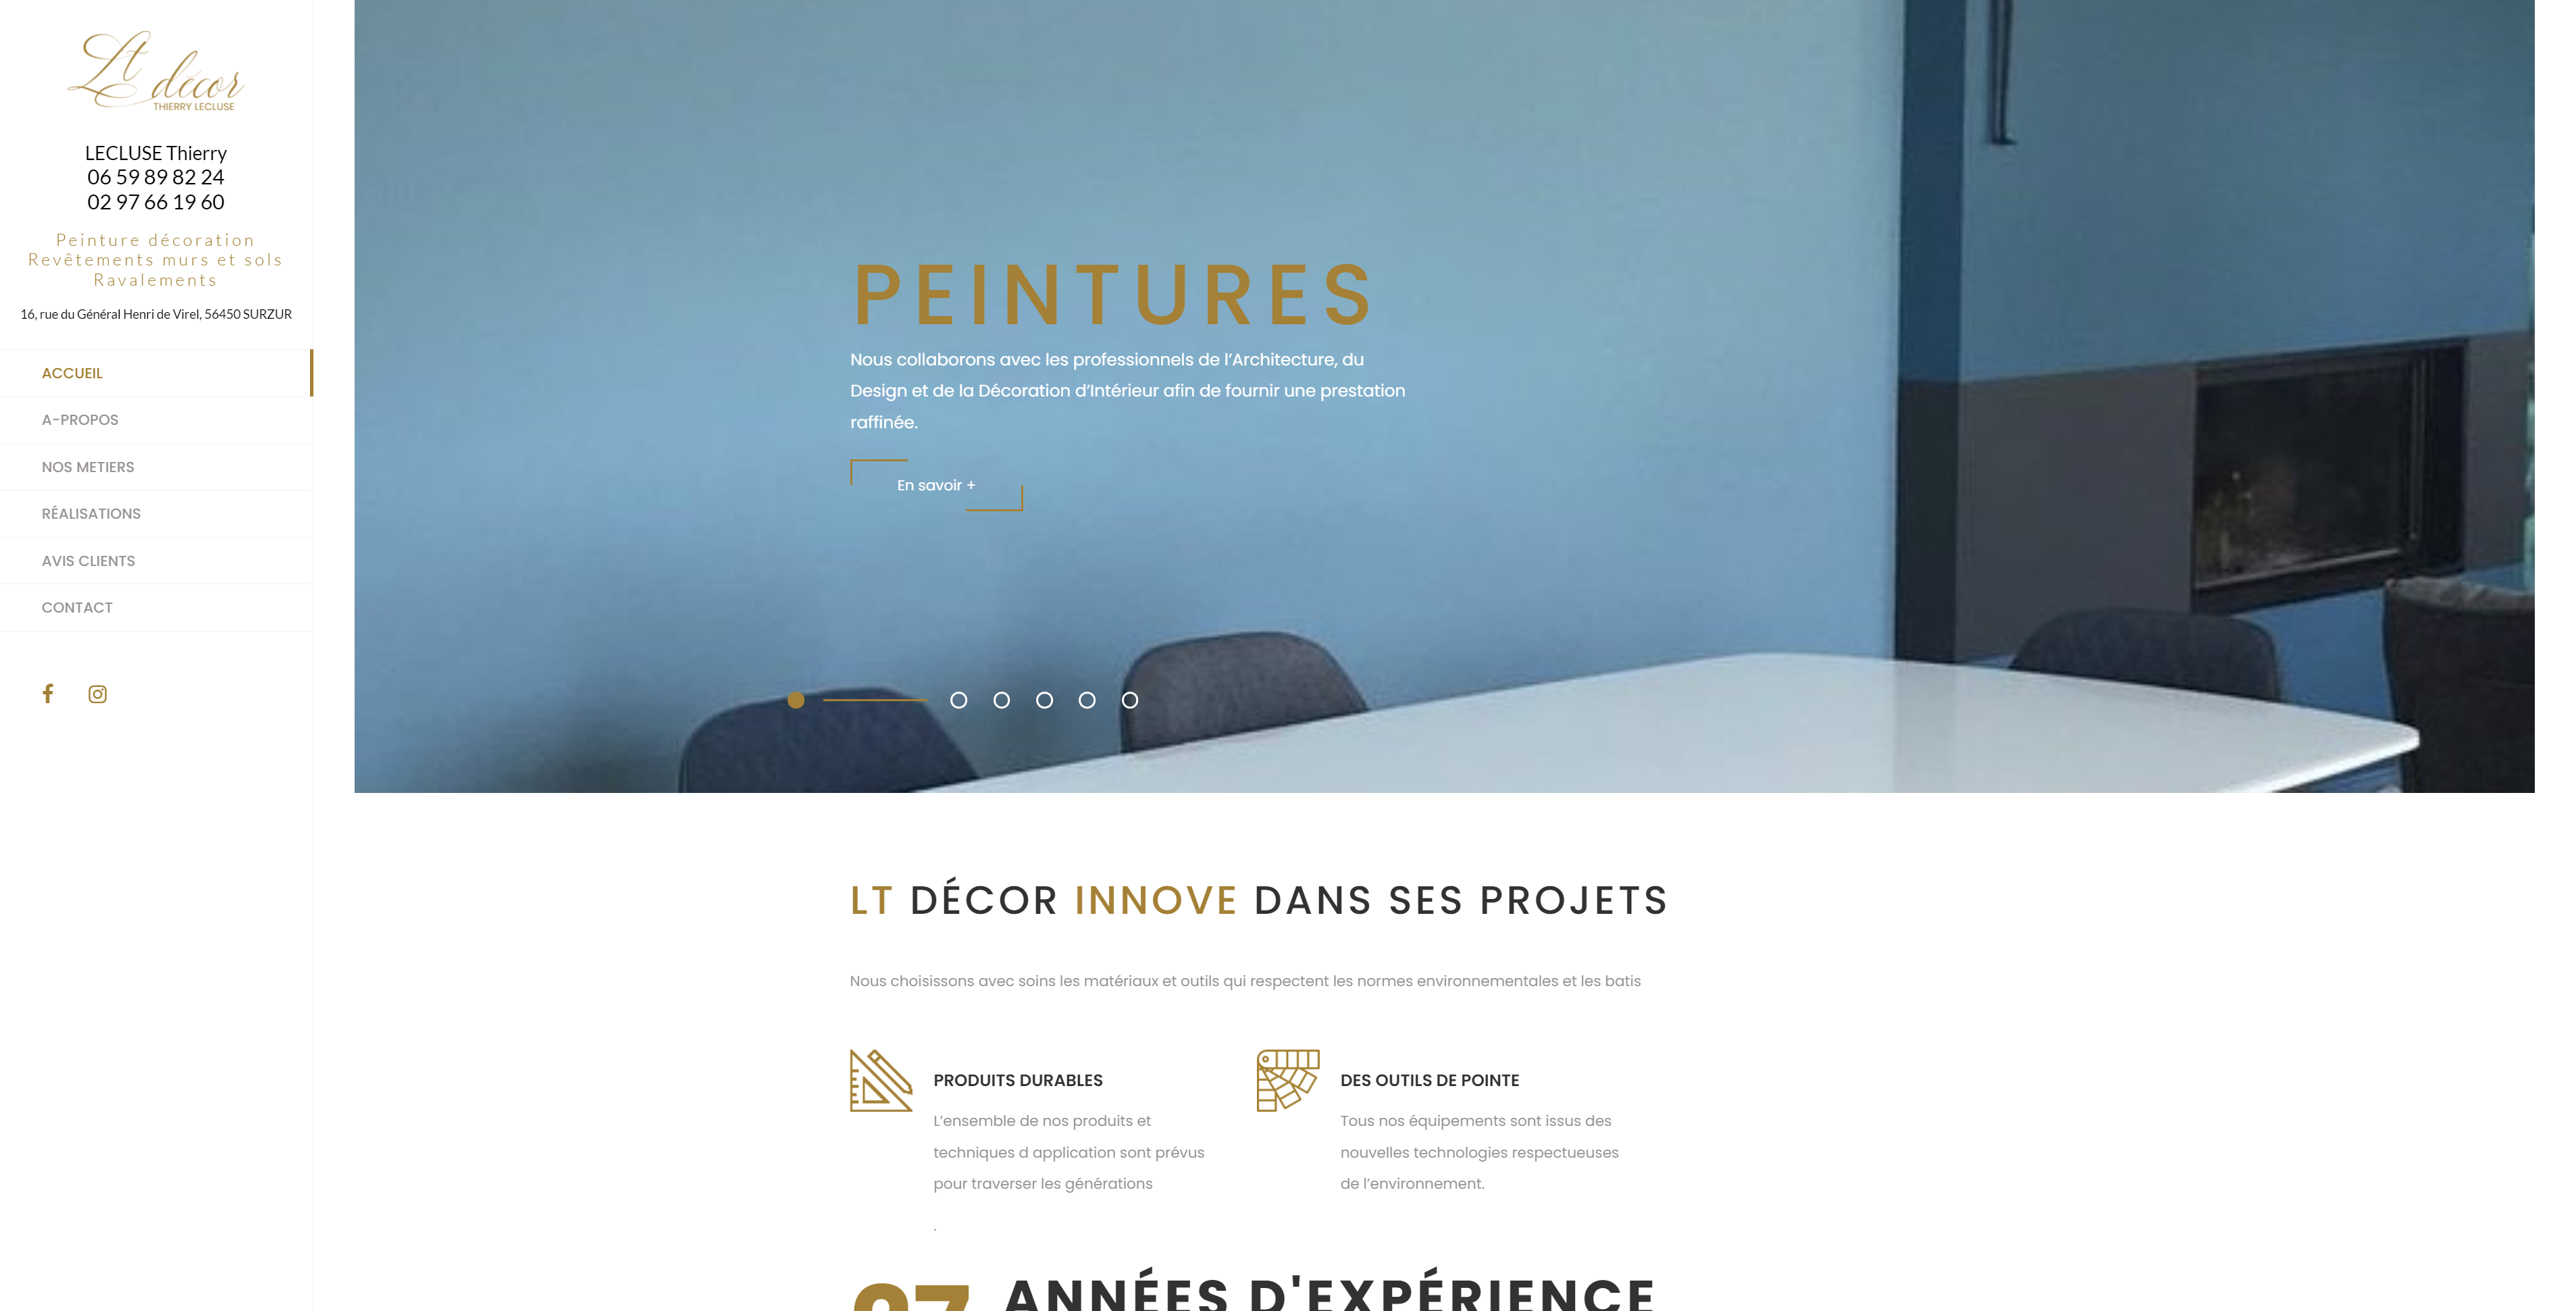 Lt décor
THIERRY LECLUSE
LECLUSE Thierry
06 59 89 82 24
02 97 66 19 60
Peinture décoration
Revêtements murs et sols
Ravalements
16, rue du Général Henri de Virel, 56450 SURZUR
ACCUEIL
A-PROPOS
NOS METIERS
RÉALISATIONS
AVIS CLIENTS
CONTACT
PEINTURES
Nous collaborons avec les professionnels de l’Architecture, du
Design et de la Décoration d’Intérieur afin de fournir une prestation
raffinée.
En savoir +
LT DÉCOR INNOVE DANS SES PROJETS
Nous choisissons avec soins les matériaux et outils qui respectent les normes environnementales et les batis
PRODUITS DURABLES
L’ensemble de nos produits et
techniques d application sont prévus
pour traverser les générations
.
DES OUTILS DE POINTE
Tous nos équipements sont issus des
nouvelles technologies respectueuses
de l’environnement.
ANNÉES D'EXPÉRIENCE